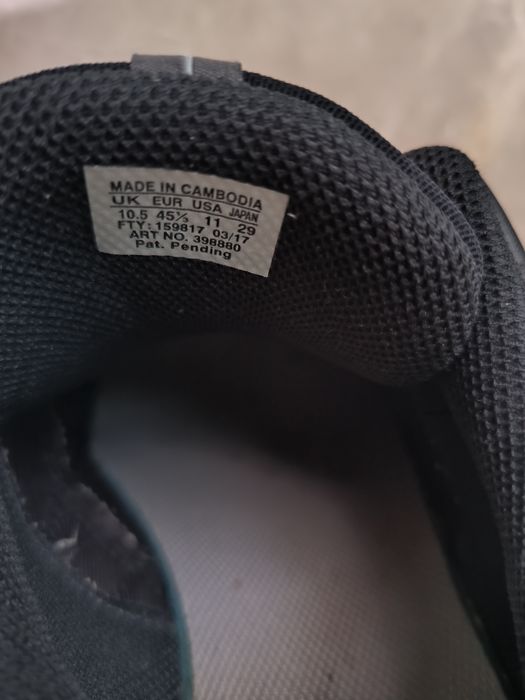 MADE IN CAMBODIA
UK EUR USA JAPAN
10.5 45⅓ 11 29
FTY: 159817 03/17
ART NO. 398880
Pat. Pending